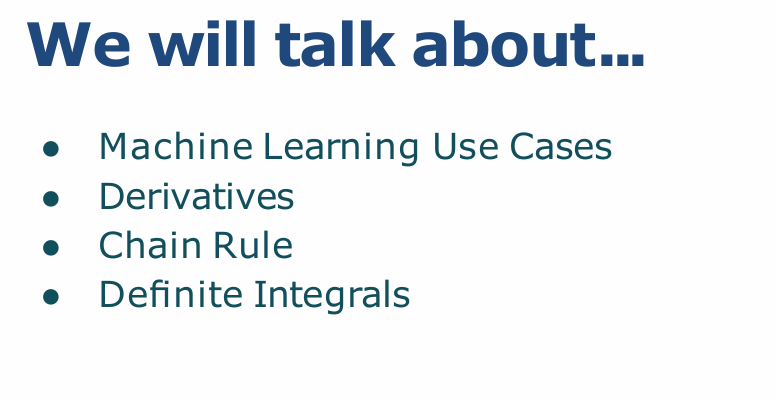 We will talk about...
● Machine Learning Use Cases
● Derivatives
● Chain Rule
● Definite Integrals